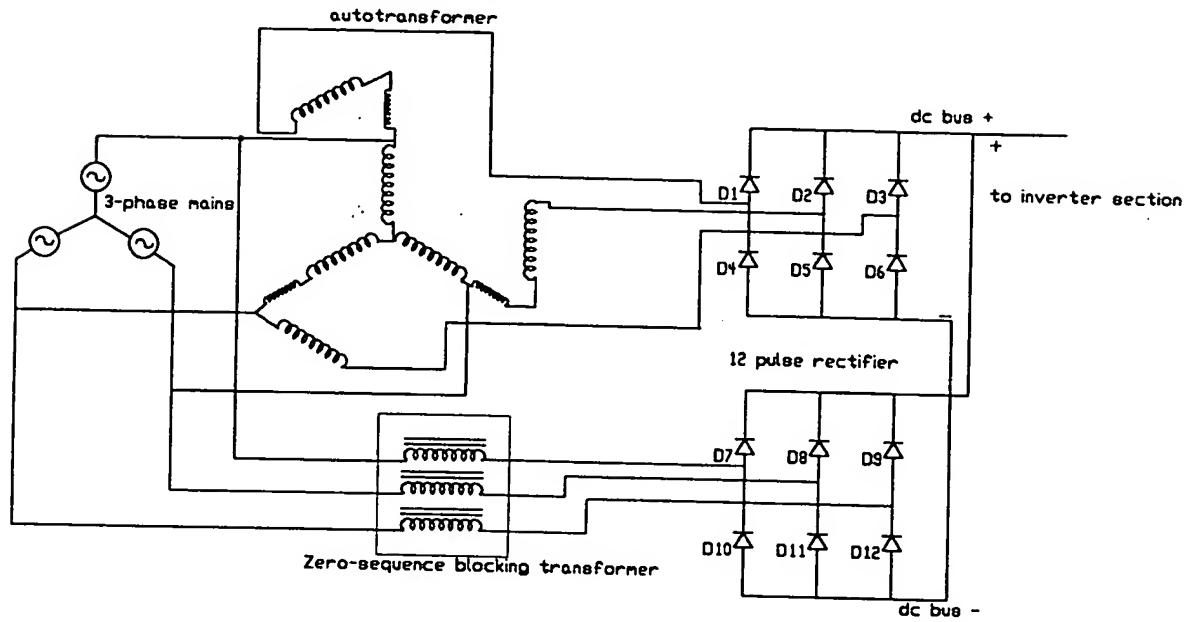 autotransformer
dc bus +
+
3-phase mains
D1
D2
D3
to inverter section
D4
D5
D6
-
12 pulse rectifier
D7
D8
D9
D10
D11
D12
Zero-sequence blocking transformer
dc bus -